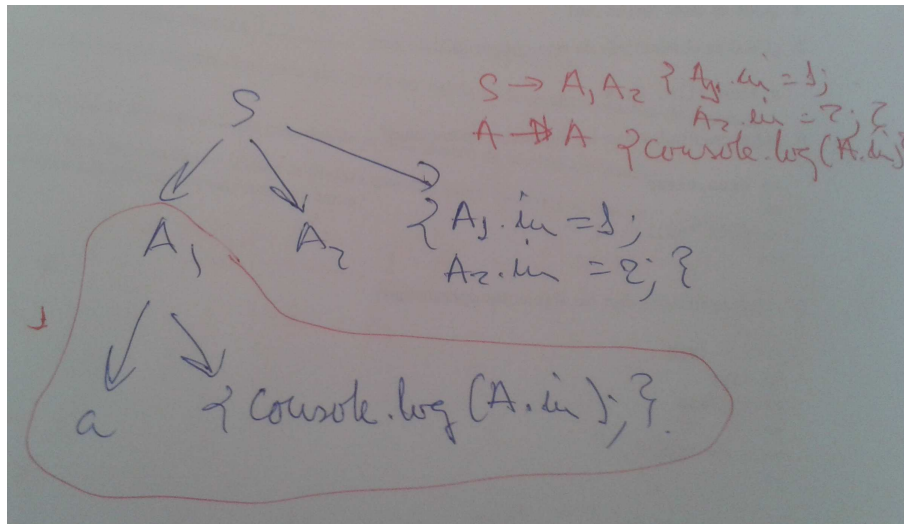 S → A₁ A₂ { A₁.in = 1;
A₂.in = 2; }
A → A {console.log(A.in)
S
A₁ A₂ { A₁.in = 1;
A₂.in = 2; }
1
a { console.log(A.in); }.